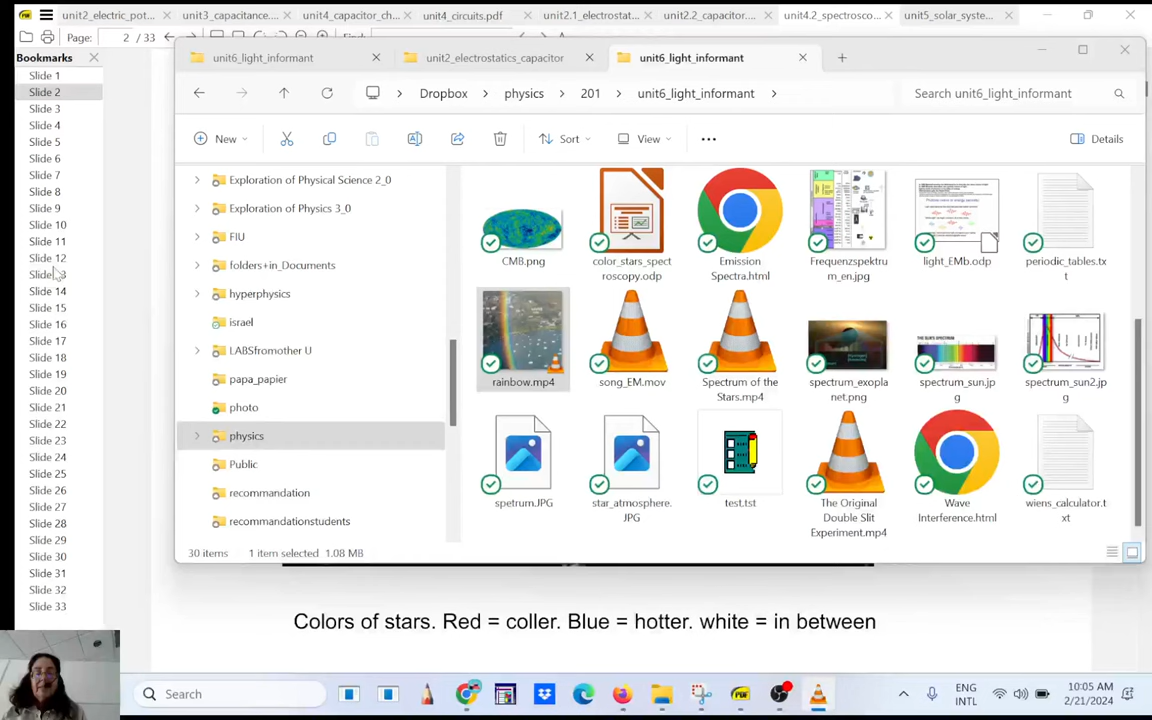 unit2_electric_pot...
unit3_capacitance....
unit4_capacitor_ch...
unit4_circuits.pdf
unit2.1_electrostat...
unit2.2_capacitor....
unit4.2_spectrosco...
unit5_solar_syste...
Page:
2 / 33
Find:
Bookmarks
Slide 1
Slide 2
Slide 3
Slide 4
Slide 5
Slide 6
Slide 7
Slide 8
Slide 9
Slide 10
Slide 11
Slide 12
Slide 14
Slide 15
Slide 16
Slide 17
Slide 18
Slide 19
Slide 20
Slide 21
Slide 22
Slide 23
Slide 24
Slide 25
Slide 26
Slide 27
Slide 28
Slide 29
Slide 30
Slide 31
Slide 32
Slide 33
unit6_light_informant
unit2_electrostatics_capacitor
unit6_light_informant
Dropbox > physics > 201 > unit6_light_informant >
Search unit6_light_informant
New
Sort
View
Details
Exploration of Physical Science 2_0
Exploration of Physics 3_0
FIU
folders+in_Documents
hyperphysics
israel
LABSfromother U
papa_papier
photo
physics
Public
recommandation
recommandationstudents
CMB.png
color_stars_spect
roscopy.odp
Emission
Spectra.html
Frequenzspektru
m_en.jpg
light_EMb.odp
periodic_tables.tx
t
rainbow.mp4
song_EM.mov
Spectrum of the
Stars.mp4
spectrum_exopla
net.png
spectrum_sun.jp
g
spectrum_sun2.jp
g
spetrum.JPG
star_atmosphere.
JPG
test.tst
The Original
Double Slit
Experiment.mp4
Wave
Interference.html
wiens_calculator.t
xt
30 items
1 item selected 1.08 MB
Colors of stars. Red = coller. Blue = hotter. white = in between
Search
ENG
INTL
10:05 AM
2/21/2024